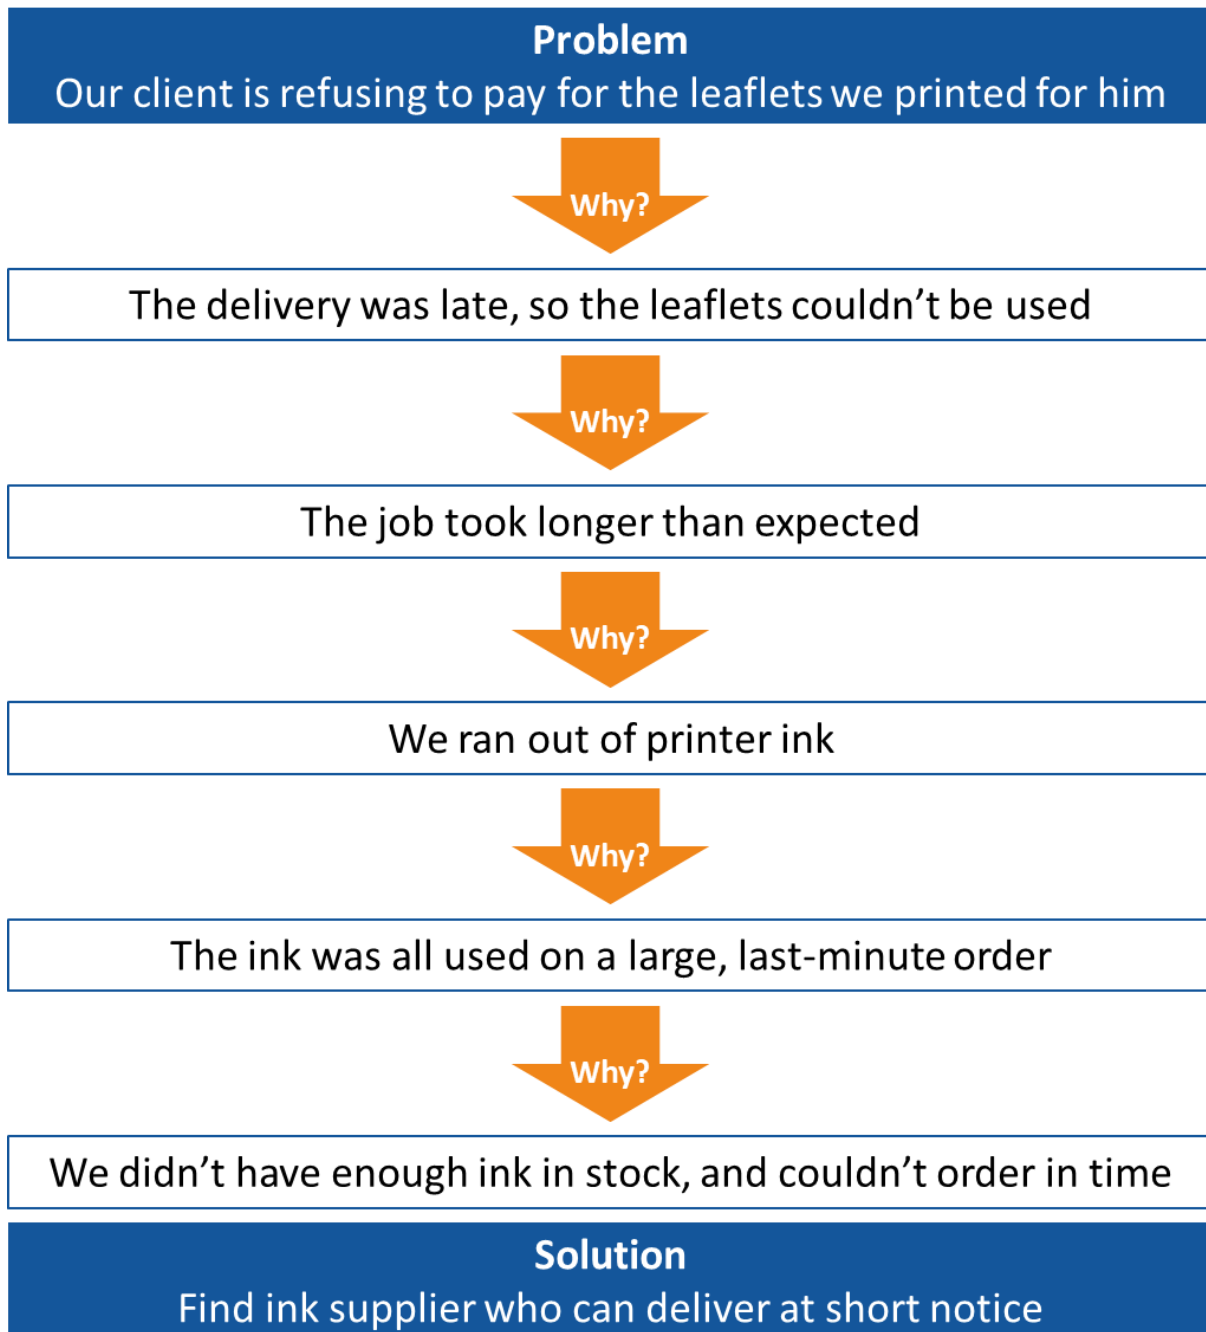 Problem
Our client is refusing to pay for the leaflets we printed for him
Why?
The delivery was late, so the leaflets couldn’t be used
Why?
The job took longer than expected
Why?
We ran out of printer ink
Why?
The ink was all used on a large, last-minute order
Why?
We didn’t have enough ink in stock, and couldn’t order in time
Solution
Find ink supplier who can deliver at short notice